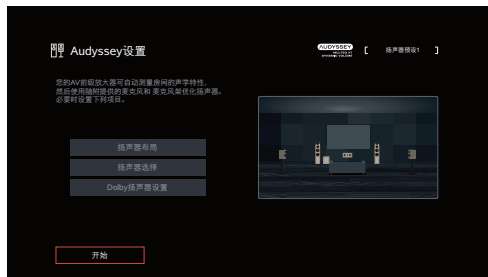 Audyssey设置
AUDYSSEY
MULTEQ XT
DYNAMIC VOLUME
[ 扬声器预设1 ]
您的AV前级放大器可自动测量房间的声学特性,
然后使用随附提供的麦克风和 麦克风架优化扬声器。
必要时设置下列项目。
扬声器布局
扬声器选择
Dolby扬声器设置
开始